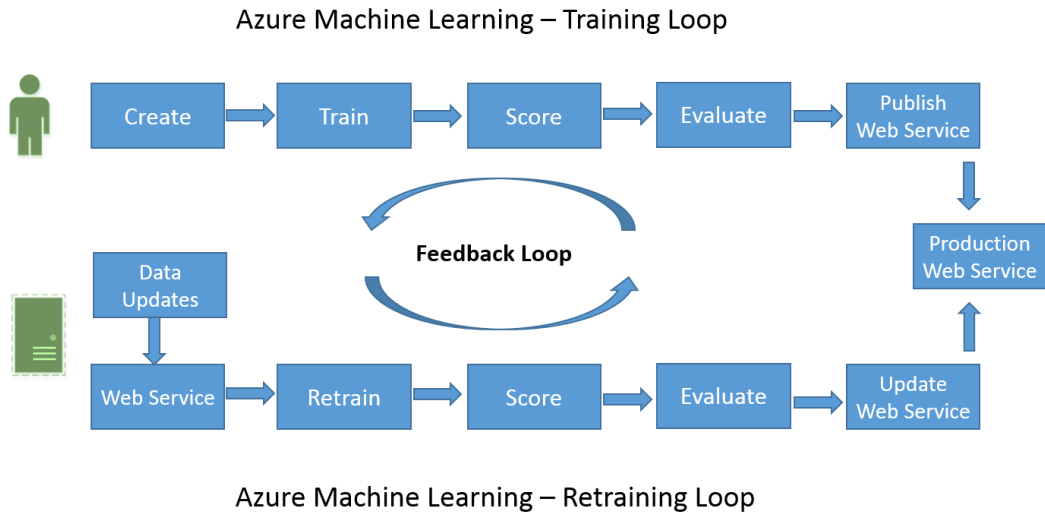 Azure Machine Learning – Training Loop
Create
Train
Score
Evaluate
Publish
Web Service
Feedback Loop
Production
Web Service
Data
Updates
Web Service
Retrain
Score
Evaluate
Update
Web Service
Azure Machine Learning – Retraining Loop